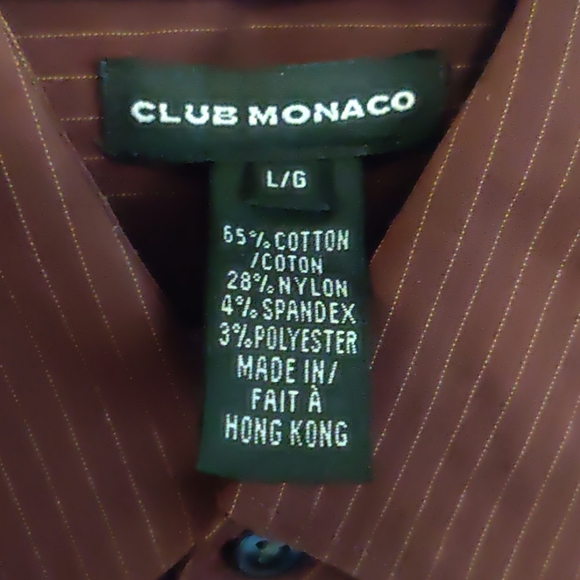 CLUB MONACO
L/G
65% COTTON
/COTON
28% NYLON
4% SPANDEX
3% POLYESTER
MADE IN/
FAIT À
HONG KONG